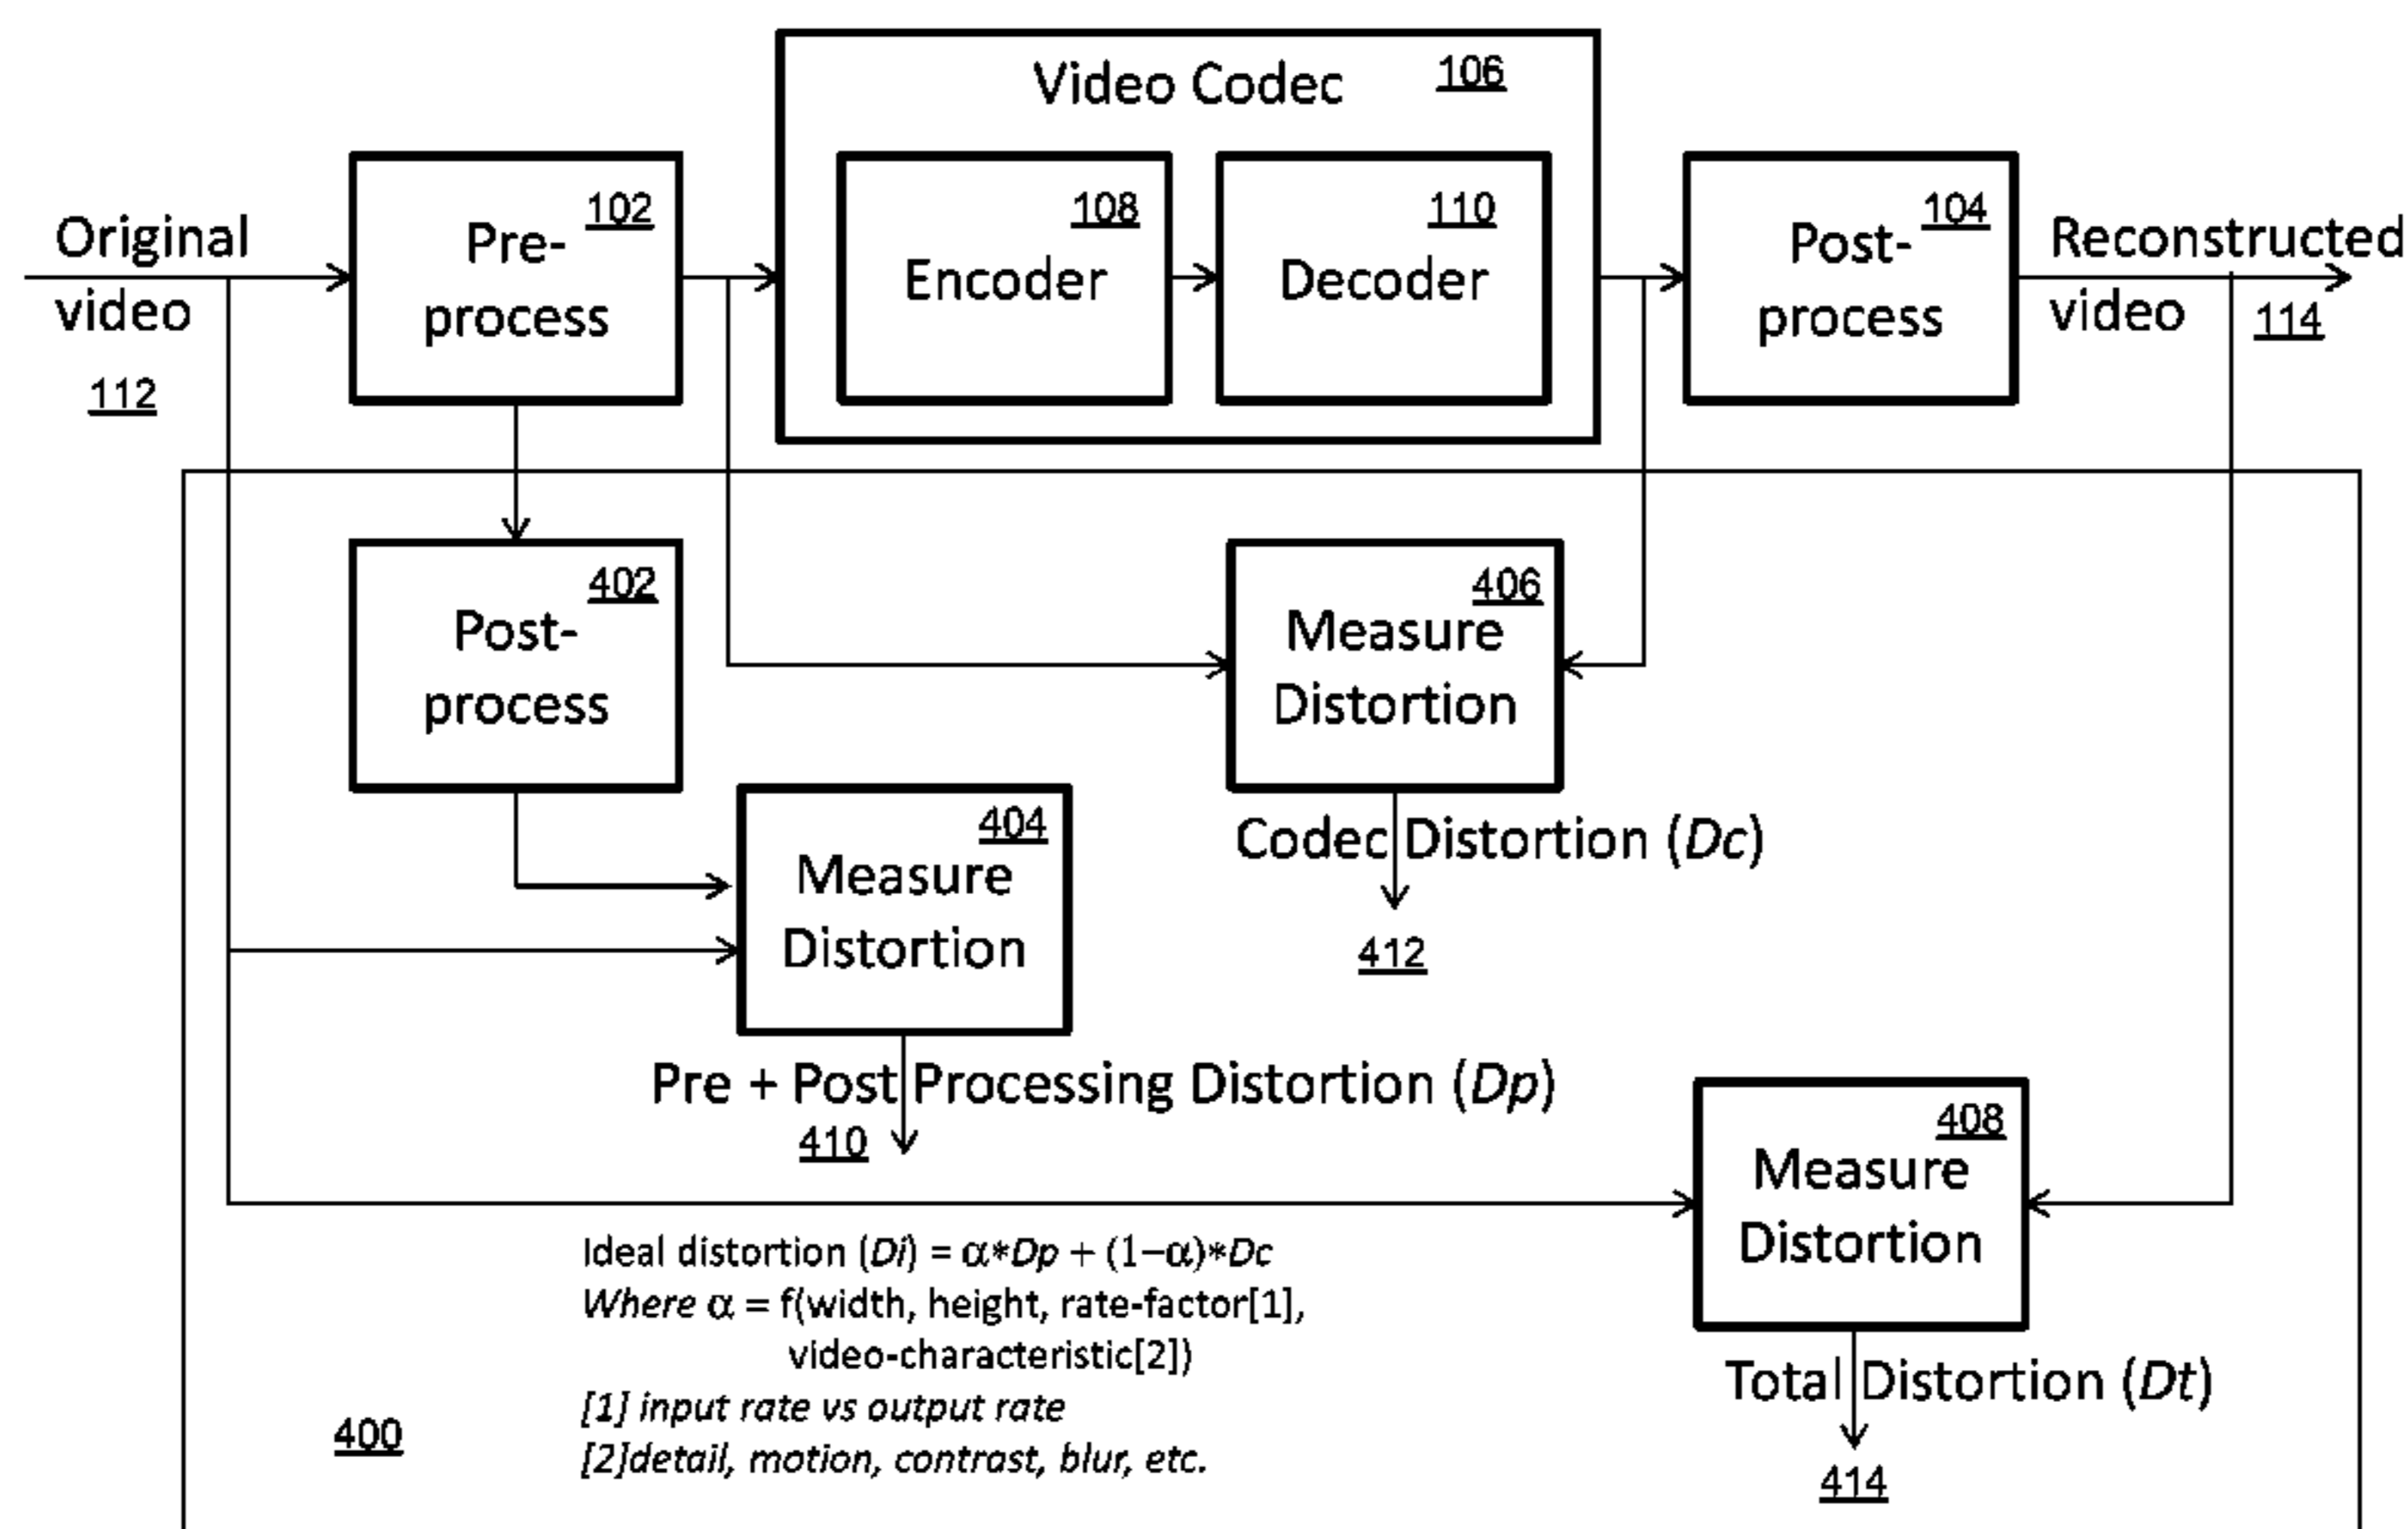 Video Codec 106
Original
video
112
102
Pre-
process
108
Encoder
110
Decoder
104
Post-
process
Reconstructed
video 114
402
Post-
process
406
Measure
Distortion
404
Measure
Distortion
Codec Distortion (Dc)
412
Pre + Post Processing Distortion (Dp)
410
408
Measure
Distortion
Ideal distortion (Di) = α*Dp + (1−α)*Dc
Where α = f(width, height, rate-factor[1],
video-characteristic[2])
[1] input rate vs output rate
[2]detail, motion, contrast, blur, etc.
Total Distortion (Dt)
414
400